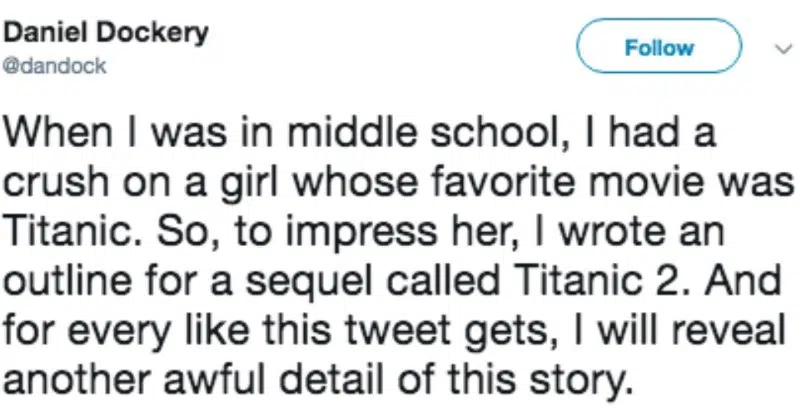 Daniel Dockery
@dandock
Follow
When I was in middle school, I had a
crush on a girl whose favorite movie was
Titanic. So, to impress her, I wrote an
outline for a sequel called Titanic 2. And
for every like this tweet gets, I will reveal
another awful detail of this story.